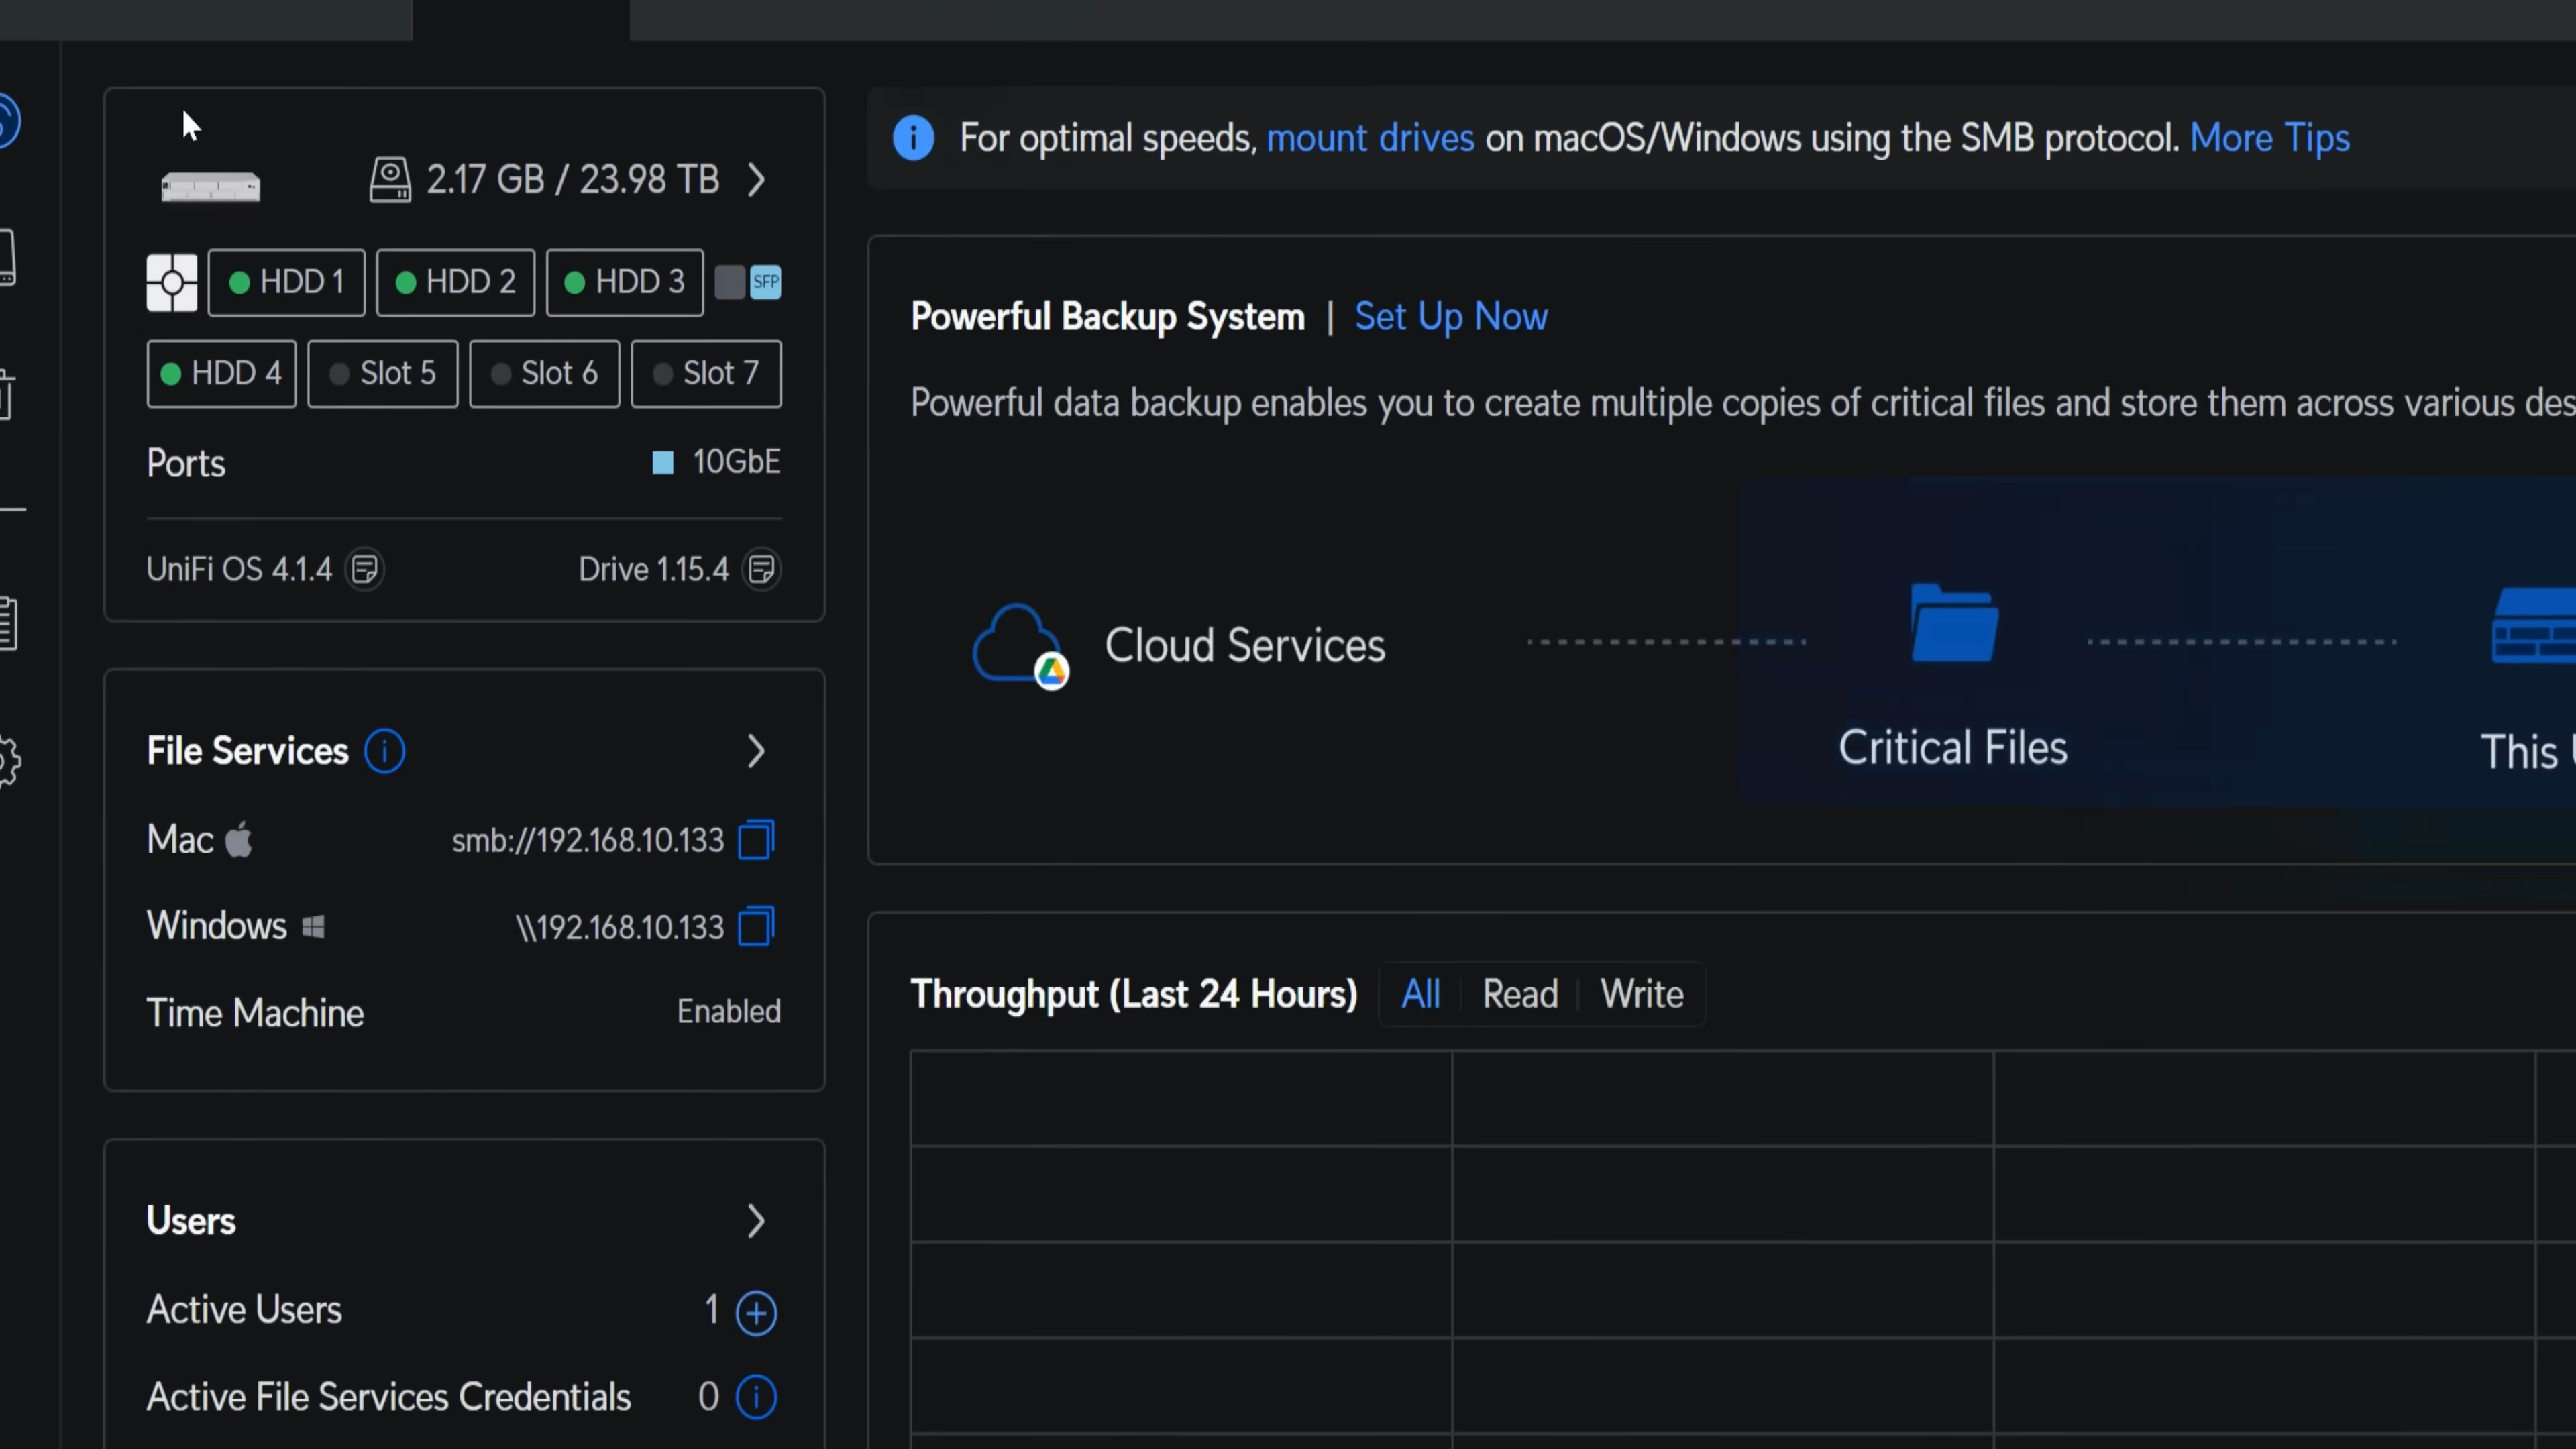 2.17 GB / 23.98 TB
HDD 1
HDD 2
HDD 3
SFP
HDD 4
Slot 5
Slot 6
Slot 7
Ports
10GbE
UniFi OS 4.1.4
Drive 1.15.4
File Services
Mac
smb://192.168.10.133
Windows
\\192.168.10.133
Time Machine
Enabled
Users
Active Users
1
Active File Services Credentials
0
For optimal speeds, mount drives on macOS/Windows using the SMB protocol. More Tips
Powerful Backup System | Set Up Now
Powerful data backup enables you to create multiple copies of critical files and store them across various des
Cloud Services
Critical Files
This
Throughput (Last 24 Hours)
All
Read
Write